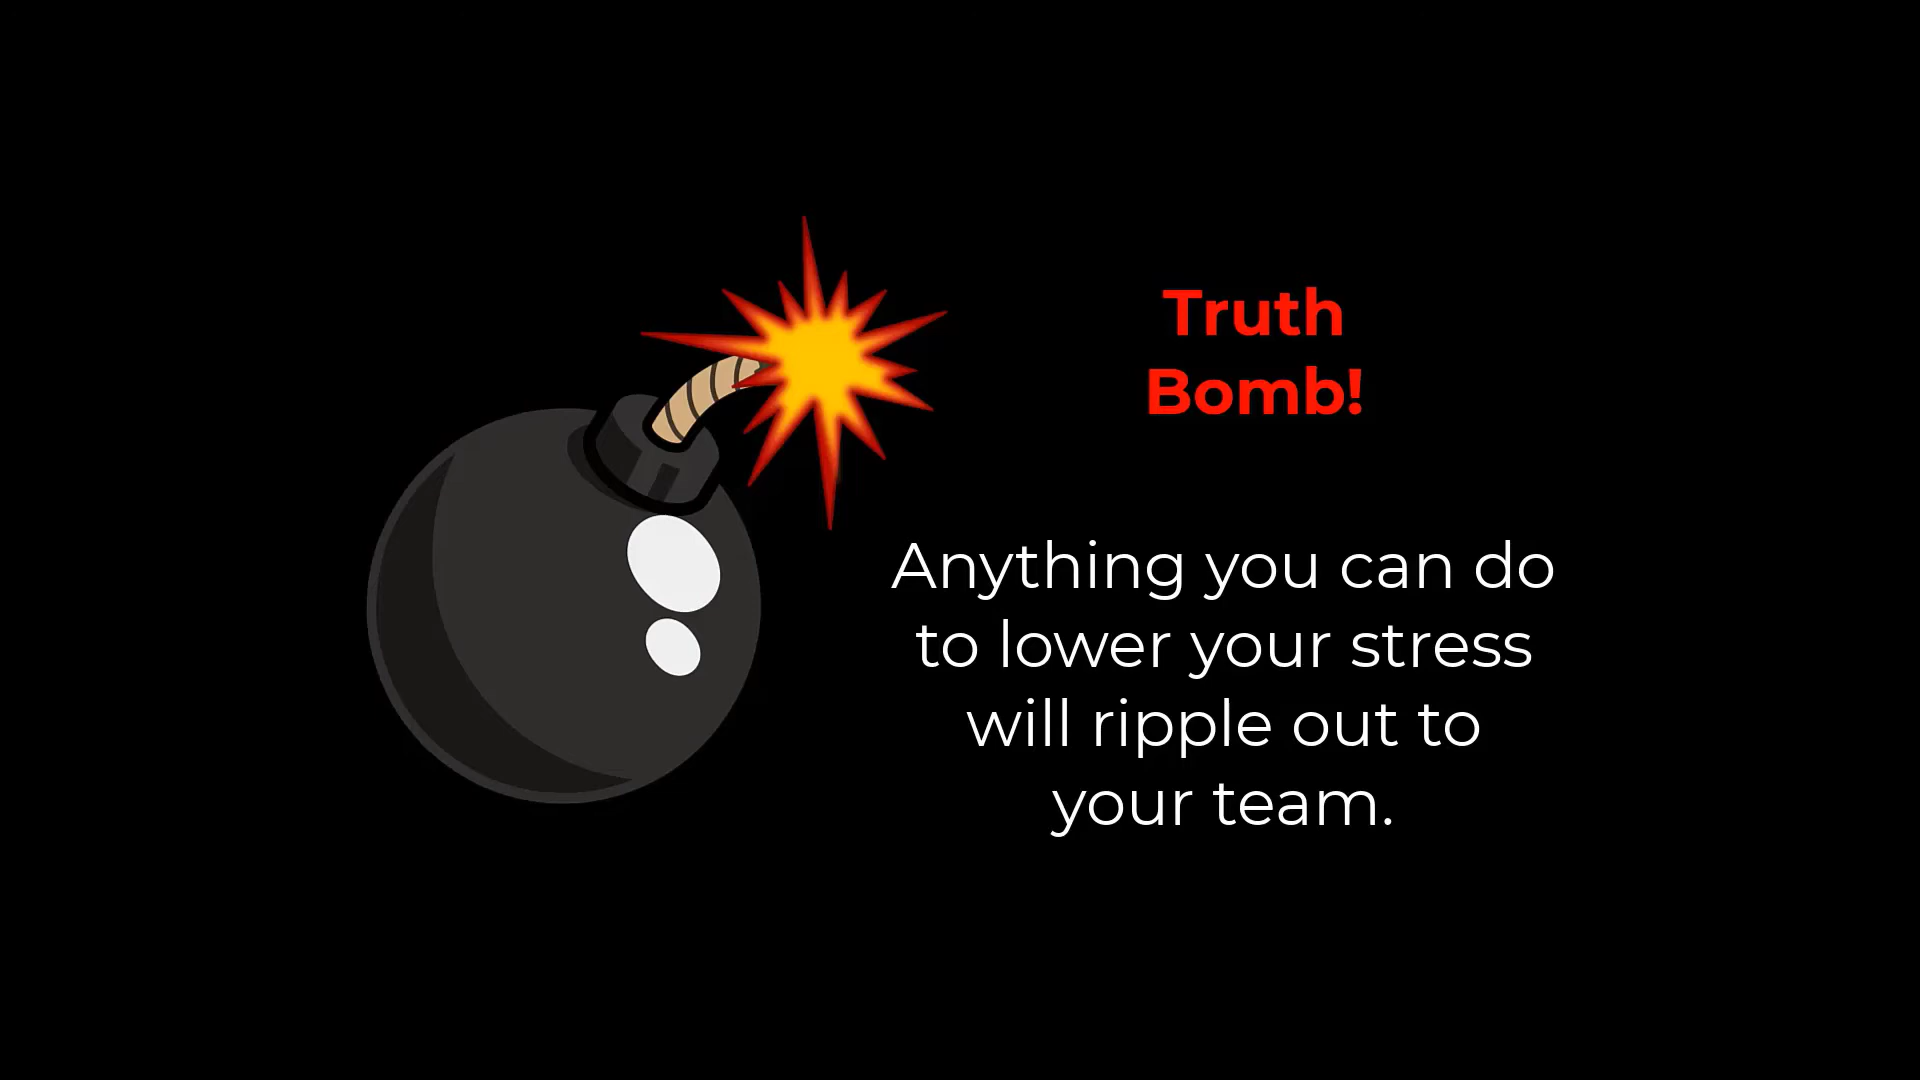 Truth
Bomb!
Anything you can do
to lower your stress
will ripple out to
your team.